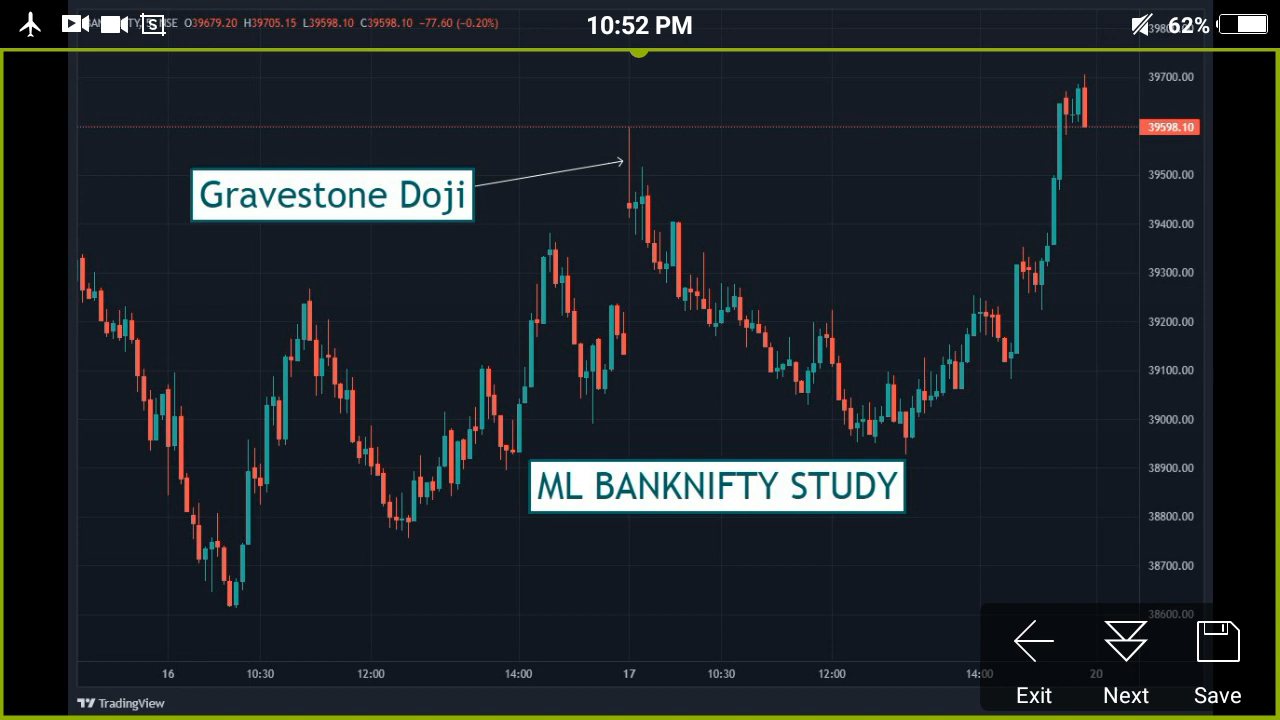 10:52 PM
62%
NSE O39679.20 H39705.15 L39598.10 C39598.10 -77.60 (-0.20%)
39700.00
39598.10
Gravestone Doji
39500.00
39400.00
39300.00
39200.00
39100.00
39000.00
ML BANKNIFTY STUDY
38900.00
38800.00
38700.00
38600.00
16 10:30 12:00 14:00 17 10:30 12:00 14:00 20
Exit Next Save
TradingView